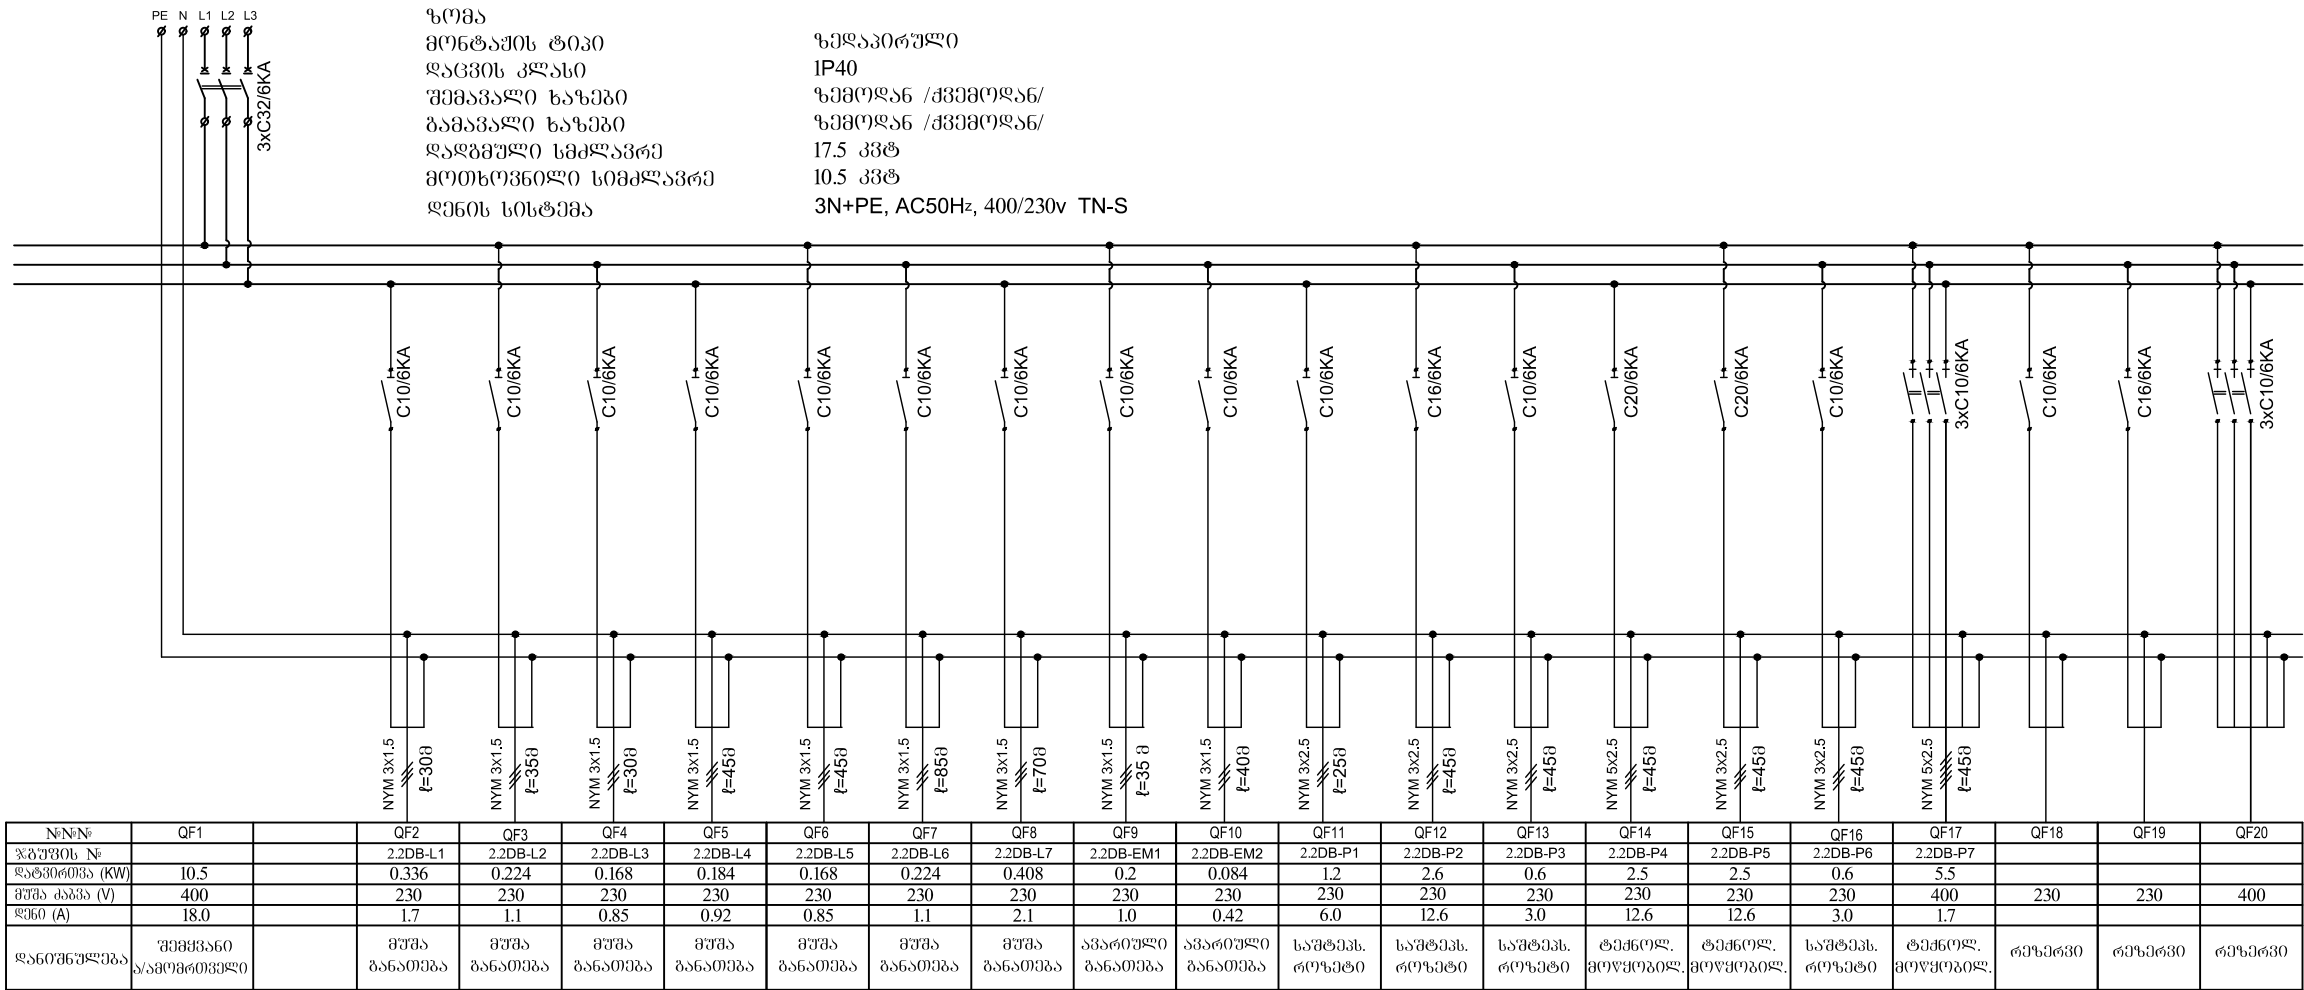 PE N L1 L2 L3
3xC32/6KA
ზომა
მონტაჟის ტიპი ზედაპირული
დაცვის კლასი IP40
შემავალი ხაზები ზემოდან /ქვემოდან/
გამავალი ხაზები ზემოდან /ქვემოდან/
დადგმული სმძლავრე 17.5 კვტ
მოთხოვნილი სიმძლავრე 10.5 კვტ
დენის სისტემა 3N+PE, AC50Hz, 400/230v TN-S
C10/6KA C10/6KA C10/6KA C10/6KA C10/6KA C10/6KA C10/6KA C10/6KA C10/6KA C10/6KA C16/6KA C10/6KA C20/6KA C20/6KA C10/6KA 3xC10/6KA C10/6KA C16/6KA 3xC10/6KA
NYM 3x1.5 ℓ=30მ
NYM 3x1.5 ℓ=35მ
NYM 3x1.5 ℓ=30მ
NYM 3x1.5 ℓ=45მ
NYM 3x1.5 ℓ=45მ
NYM 3x1.5 ℓ=85მ
NYM 3x1.5 ℓ=70მ
NYM 3x1.5 ℓ=35 მ
NYM 3x1.5 ℓ=40მ
NYM 3x1.5 ℓ=25მ
NYM 3x2.5 ℓ=45მ
NYM 3x2.5 ℓ=45მ
NYM 5x2.5 ℓ=45მ
NYM 3x2.5 ℓ=45მ
NYM 3x2.5 ℓ=45მ
NYM 5x2.5 ℓ=45მ
№№№ QF1 QF2 QF3 QF4 QF5 QF6 QF7 QF8 QF9 QF10 QF11 QF12 QF13 QF14 QF15 QF16 QF17 QF18 QF19 QF20
ჯგუფის № 2.2DB-L1 2.2DB-L2 2.2DB-L3 2.2DB-L4 2.2DB-L5 2.2DB-L6 2.2DB-L7 2.2DB-EM1 2.2DB-EM2 2.2DB-P1 2.2DB-P2 2.2DB-P3 2.2DB-P4 2.2DB-P5 2.2DB-P6 2.2DB-P7
დატვირთვა (KW) 10.5 0.336 0.224 0.168 0.184 0.168 0.224 0.408 0.2 0.084 1.2 2.6 0.6 2.5 2.5 0.6 5.5
მუშა ძაბვა (V) 400 230 230 230 230 230 230 230 230 230 230 230 230 230 230 230 400 230 230 400
დენი (A) 18.0 1.7 1.1 0.85 0.92 0.85 1.1 2.1 1.0 0.42 6.0 12.6 3.0 12.6 12.6 3.0 1.7
დანიშნულება შემყვანი ა/ამომრთველი მუშა განათება მუშა განათება მუშა განათება მუშა განათება მუშა განათება მუშა განათება მუშა განათება ავარიული განათება ავარიული განათება საშტეპს. როზეტი საშტეპს. როზეტი საშტეპს. როზეტი ტექნოლ. მოწყობილ. ტექნოლ. მოწყობილ. საშტეპს. როზეტი ტექნოლ. მოწყობილ. რეზერვი რეზერვი რეზერვი